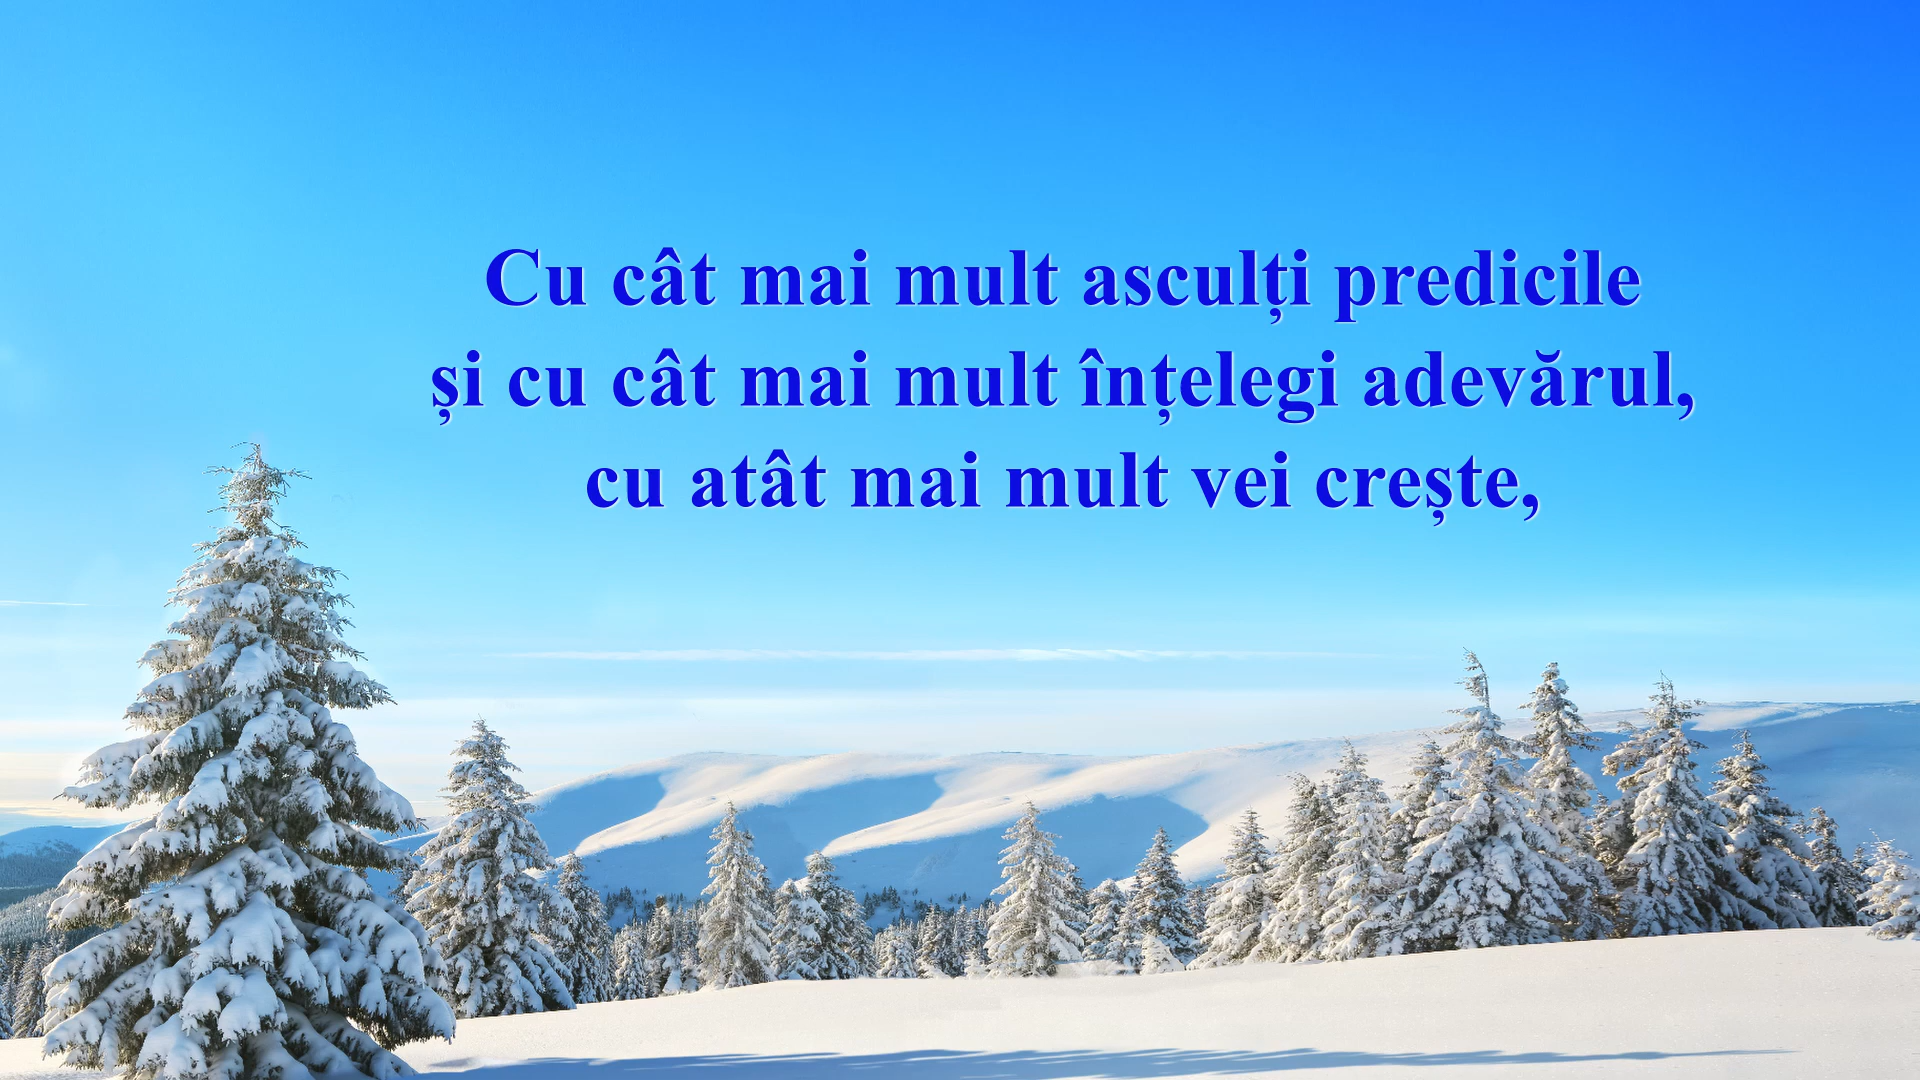 Cu cât mai mult asculți predicile
și cu cât mai mult înțelegi adevărul,
cu atât mai mult vei crește,